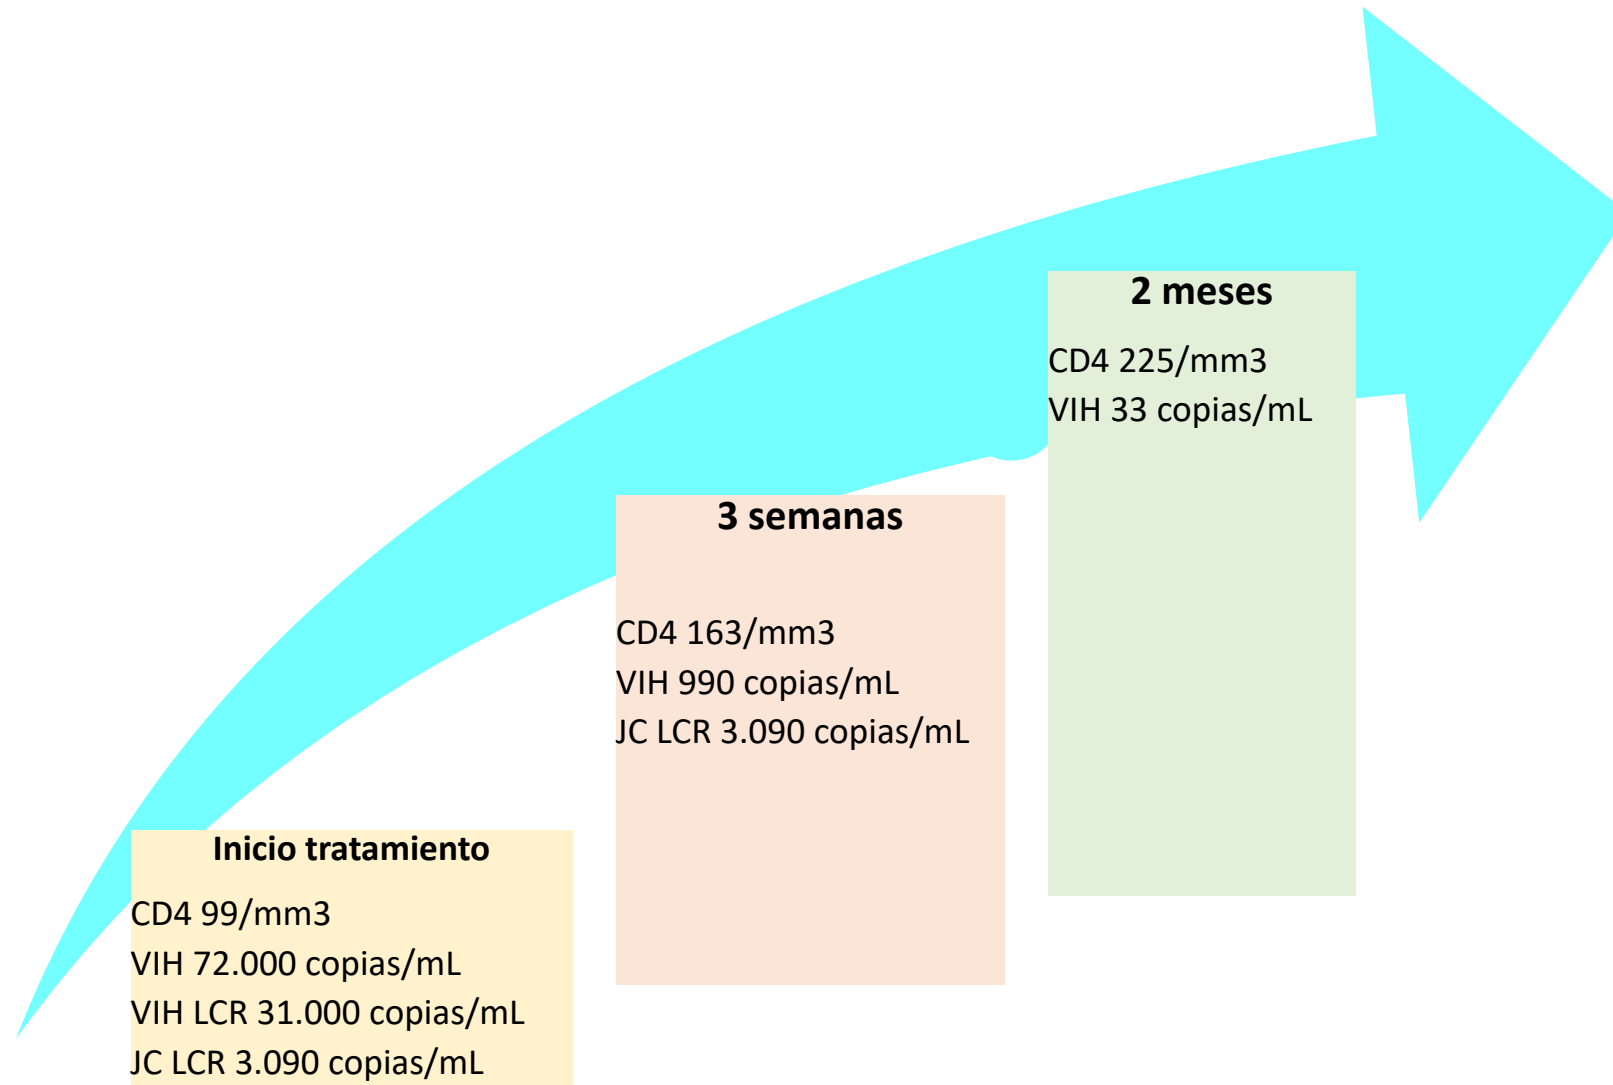 2 meses
CD4 225/mm3
VIH 33 copias/mL
3 semanas
CD4 163/mm3
VIH 990 copias/mL
JC LCR 3.090 copias/mL
Inicio tratamiento
CD4 99/mm3
VIH 72.000 copias/mL
VIH LCR 31.000 copias/mL
JC LCR 3.090 copias/mL